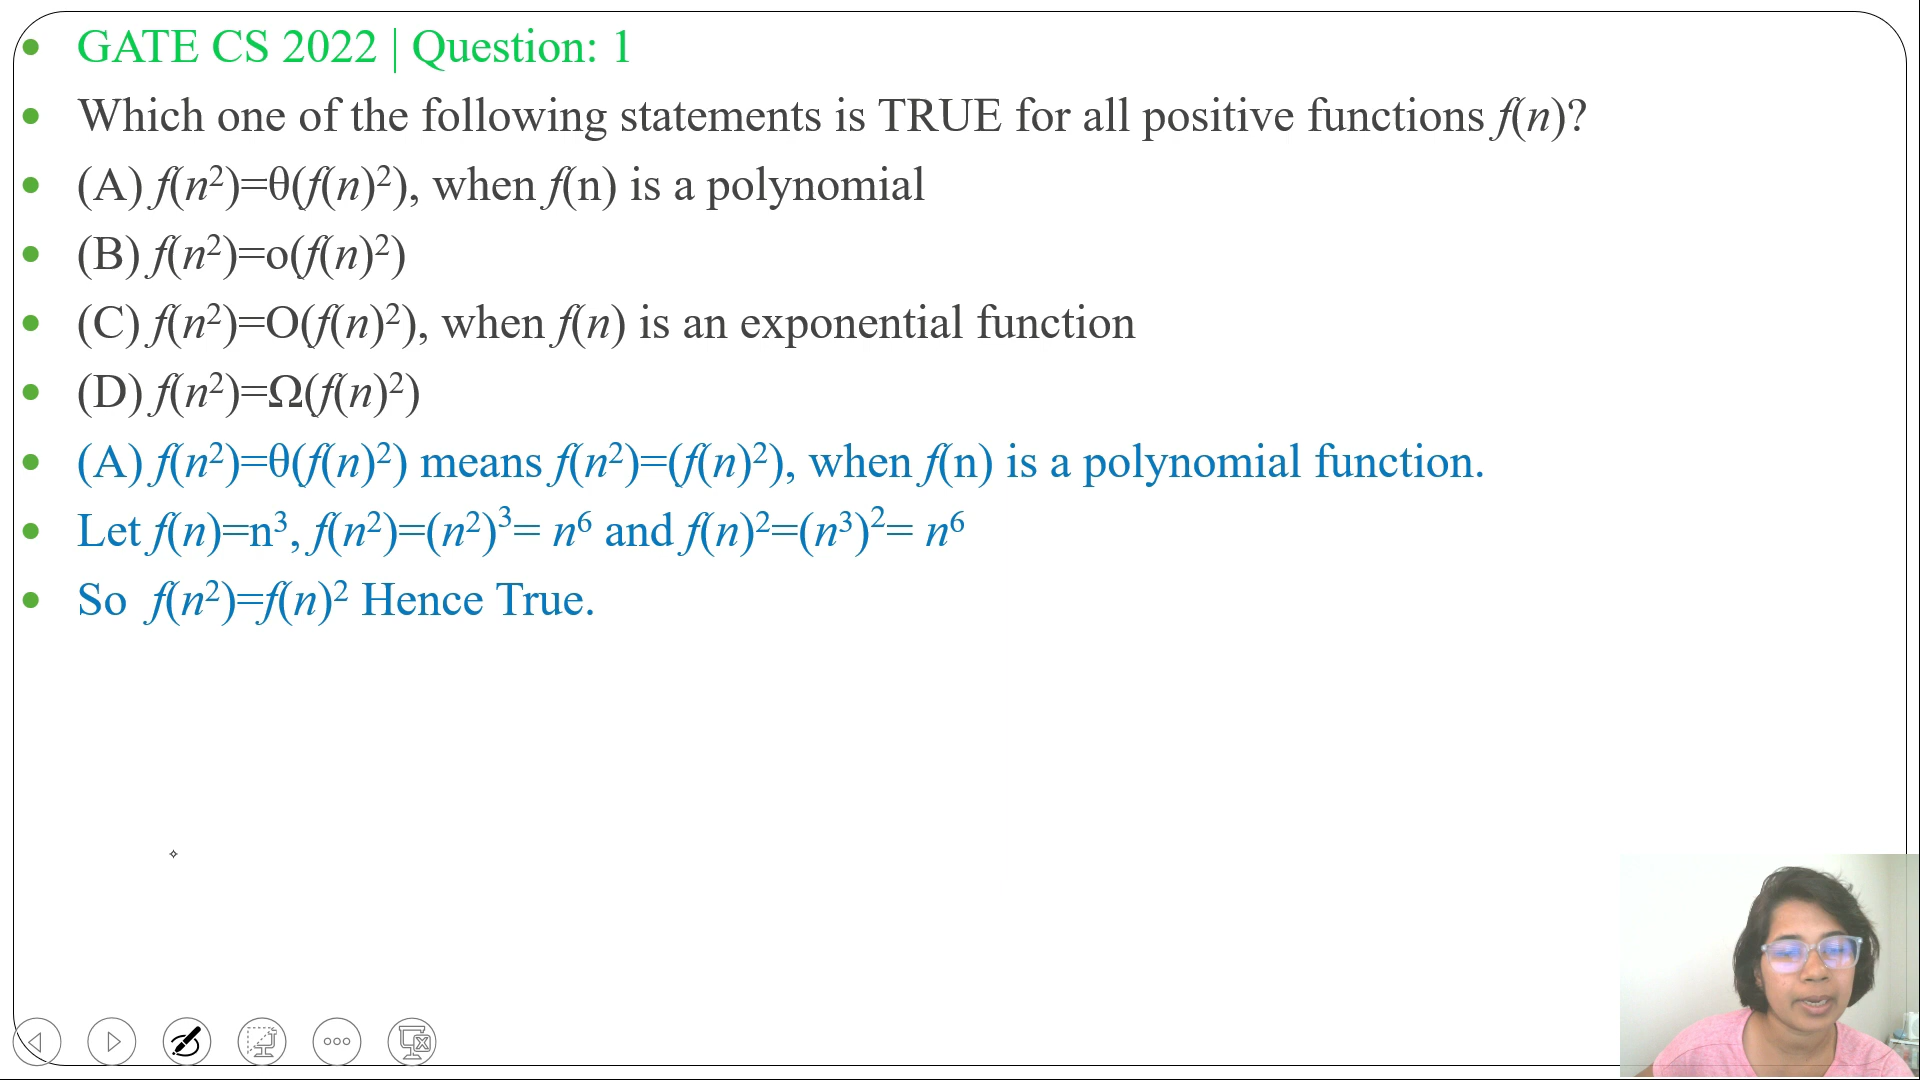 GATE CS 2022 | Question: 1
Which one of the following statements is TRUE for all positive functions f(n)?
(A) f(n²)=θ(f(n)²), when f(n) is a polynomial
(B) f(n²)=o(f(n)²)
(C) f(n²)=O(f(n)²), when f(n) is an exponential function
(D) f(n²)=Ω(f(n)²)
(A) f(n²)=θ(f(n)²) means f(n²)=(f(n)²), when f(n) is a polynomial function.
Let f(n)=n³, f(n²)=(n²)³= n⁶ and f(n)²=(n³)²= n⁶
So f(n²)=f(n)² Hence True.